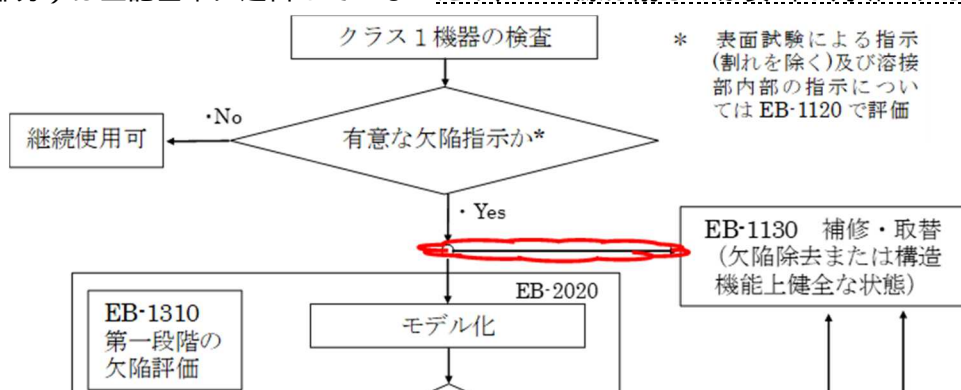 クラス１機器の検査
＊ 表面試験による指示
(割れを除く)及び溶接
部内部の指示につい
ては EB-1120 で評価
・No
継続使用可
有意な欠陥指示か*
・Yes
EB-1130 補修・取替
（欠陥除去または構造
機能上健全な状態）
EB-2020
EB-1310
第一段階の
欠陥評価
モデル化